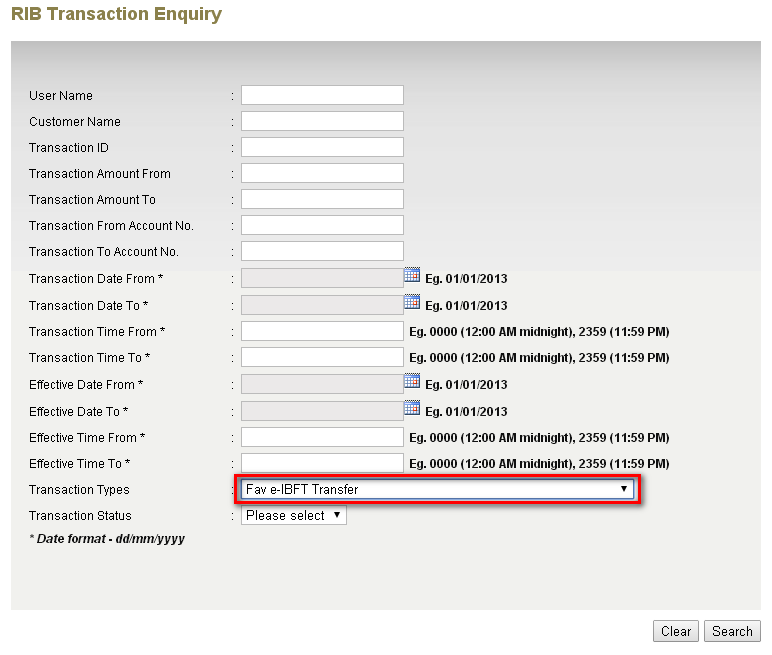 RIB Transaction Enquiry
User Name :
Customer Name :
Transaction ID :
Transaction Amount From :
Transaction Amount To :
Transaction From Account No. :
Transaction To Account No. :
Transaction Date From * : Eg. 01/01/2013
Transaction Date To * : Eg. 01/01/2013
Transaction Time From * : Eg. 0000 (12:00 AM midnight), 2359 (11:59 PM)
Transaction Time To * : Eg. 0000 (12:00 AM midnight), 2359 (11:59 PM)
Effective Date From * : Eg. 01/01/2013
Effective Date To * : Eg. 01/01/2013
Effective Time From * : Eg. 0000 (12:00 AM midnight), 2359 (11:59 PM)
Effective Time To * : Eg. 0000 (12:00 AM midnight), 2359 (11:59 PM)
Transaction Types : Fav e-IBFT Transfer
Transaction Status : Please select
* Date format - dd/mm/yyyy
Clear Search